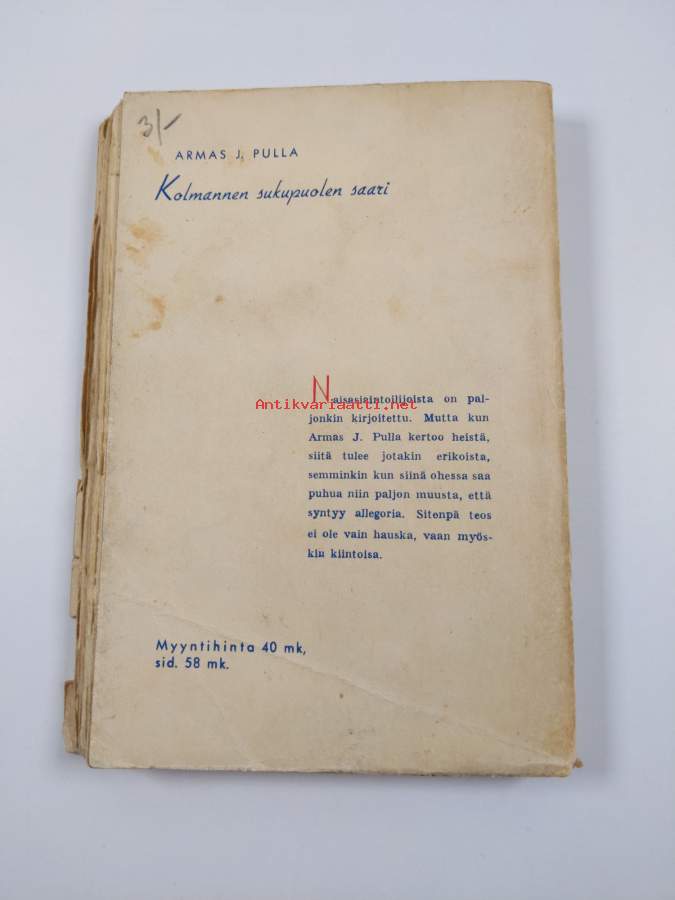 3/-
ARMAS J. PULLA
Kolmannen sukupuolen saari
Naisasiaintoilijoista on pal-
Antikvariaatti.net
jonkin kirjoitettu. Mutta kun
Armas J. Pulla kertoo heistä,
siitä tulee jotakin erikoista,
semminkin kun siinä ohessa saa
puhua niin paljon muusta, että
syntyy allegoria. Sitenpä teos
ei ole vain hauska, vaan myös-
kin kiintoisa.
Myyntihinta 40 mk,
sid. 58 mk.